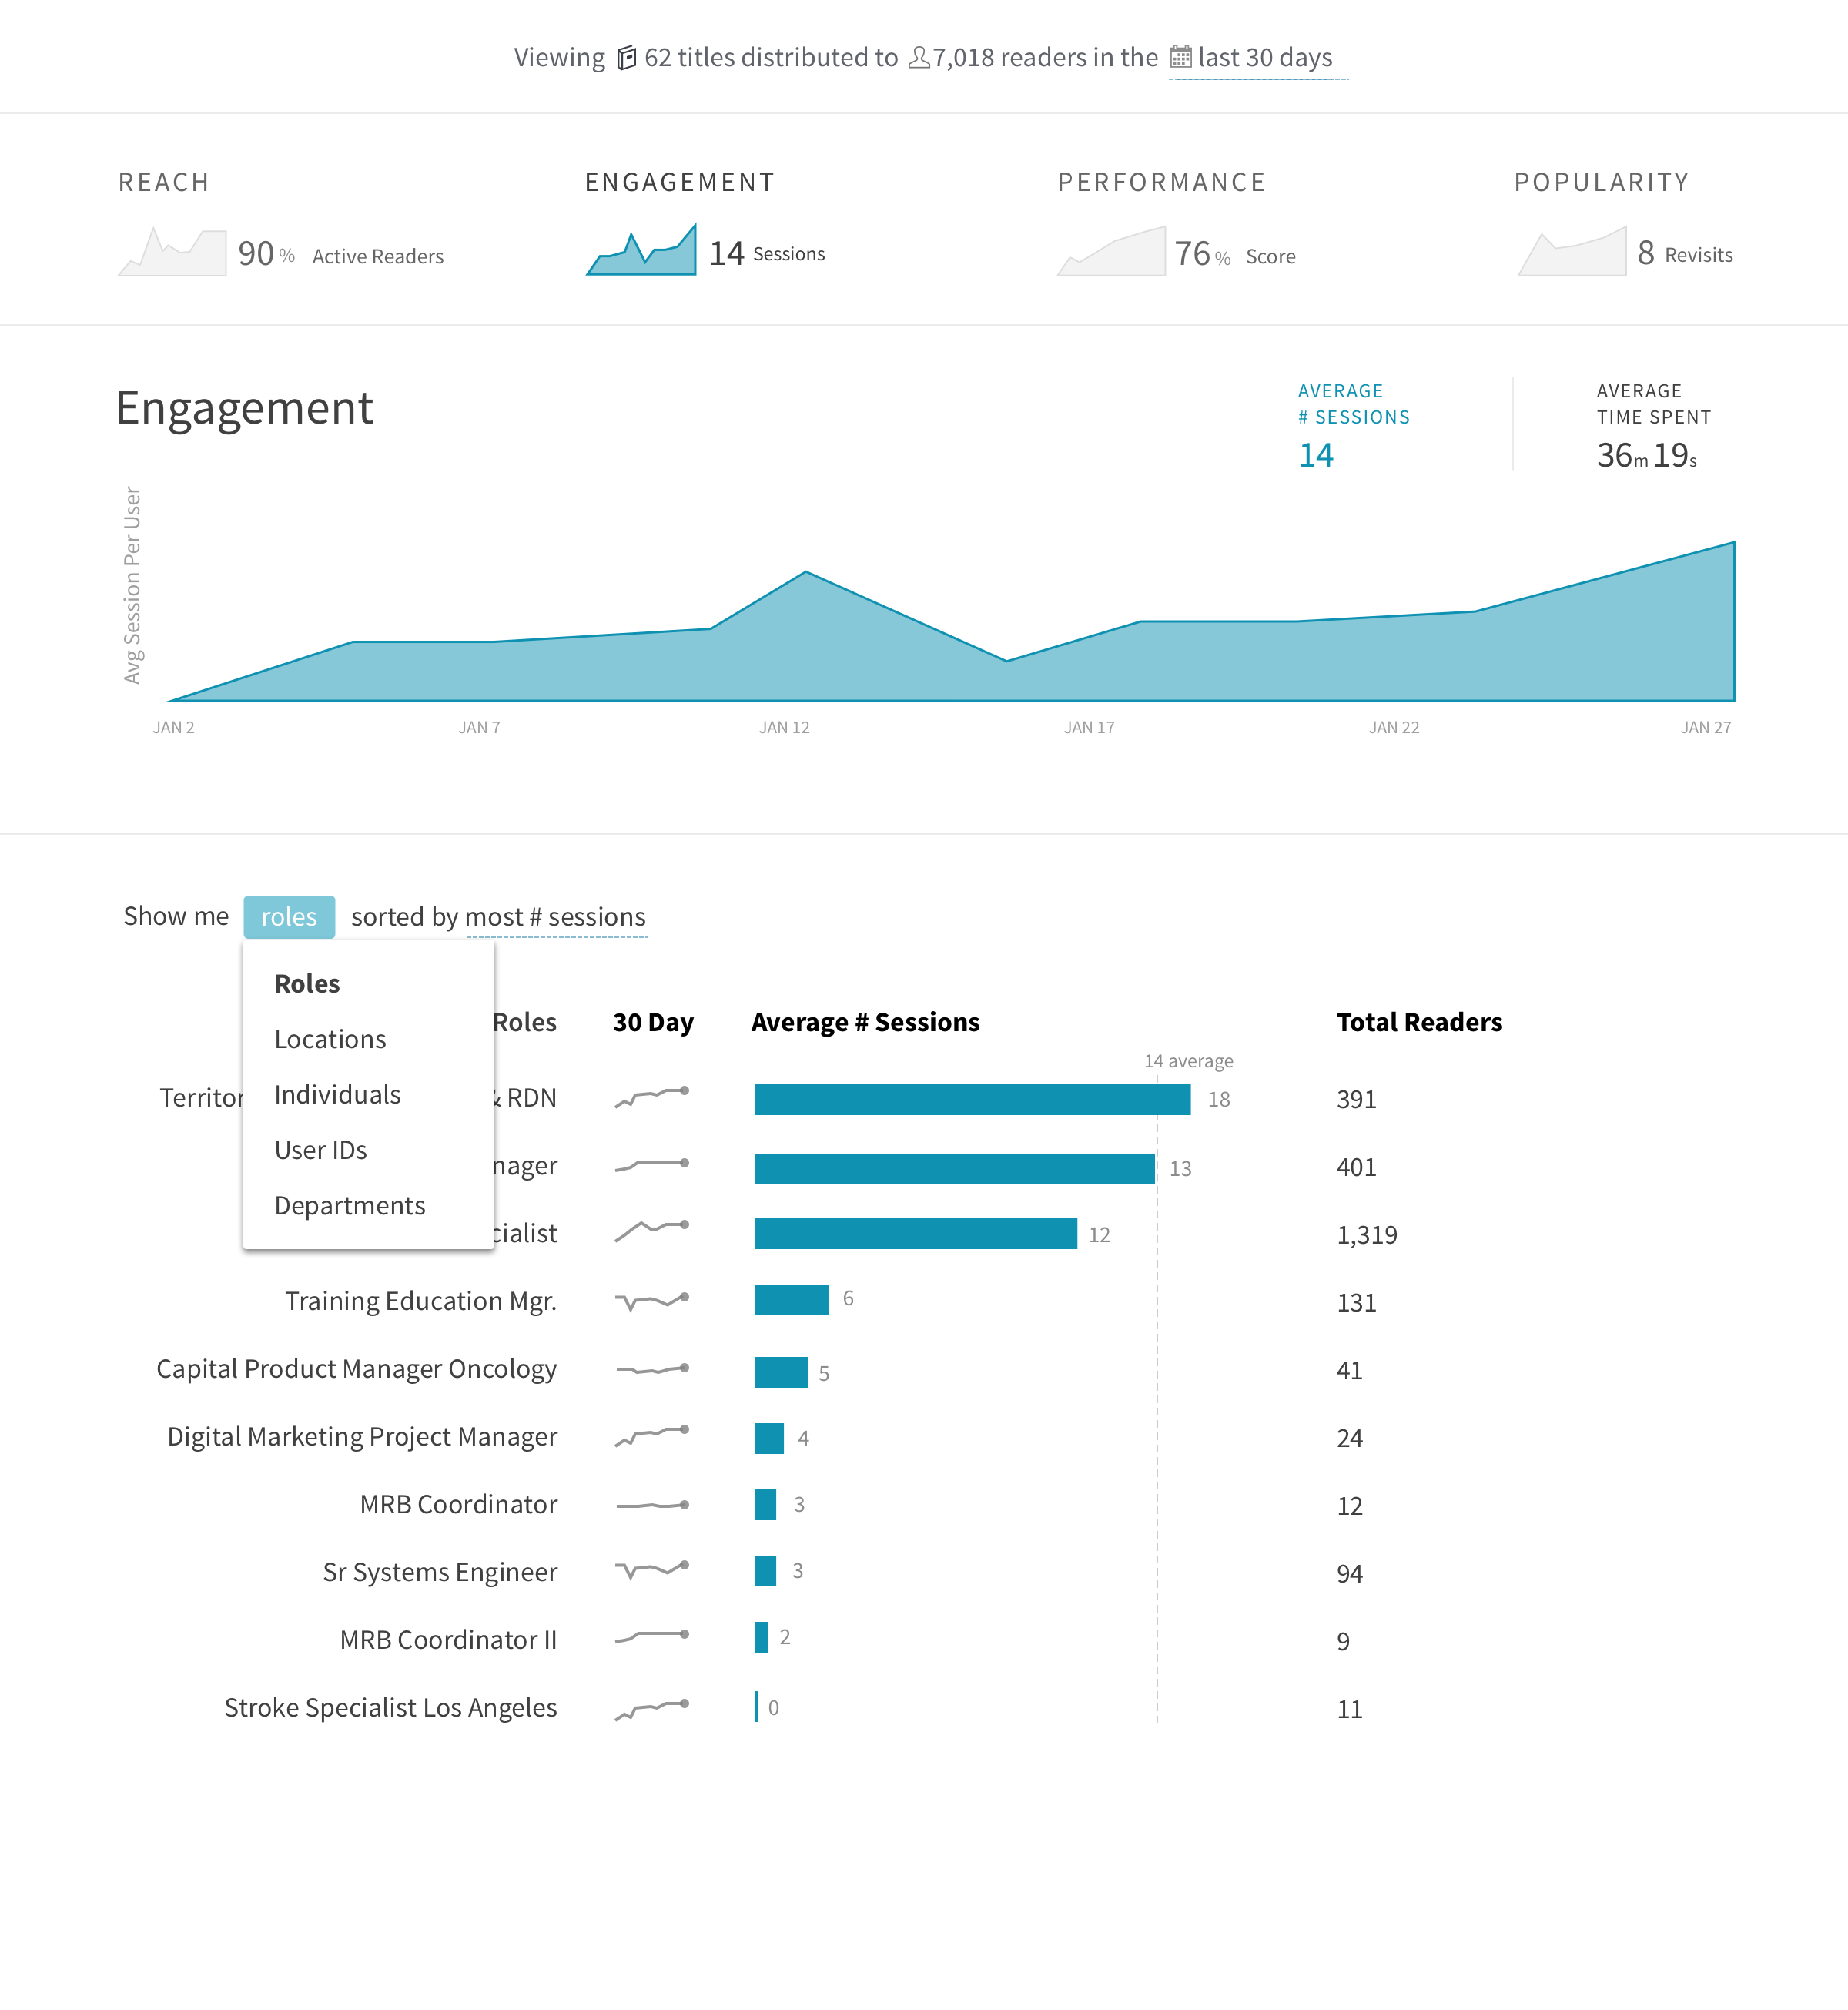 Viewing 62 titles distributed to 7,018 readers in the last 30 days
REACH
90 % Active Readers
ENGAGEMENT
14 Sessions
PERFORMANCE
76 % Score
POPULARITY
8 Revisits
Engagement
AVERAGE
# SESSIONS
14
AVERAGE
TIME SPENT
36m 19s
Avg Session Per User
JAN 2 JAN 7 JAN 12 JAN 17 JAN 22 JAN 27
Show me roles sorted by most # sessions
Roles
Locations
Individuals
User IDs
Departments
Roles 30 Day Average # Sessions Total Readers
14 average
& RDN 18 391
13 401
12 1,319
Training Education Mgr. 6 131
Capital Product Manager Oncology 5 41
Digital Marketing Project Manager 4 24
MRB Coordinator 3 12
Sr Systems Engineer 3 94
MRB Coordinator II 2 9
Stroke Specialist Los Angeles 0 11